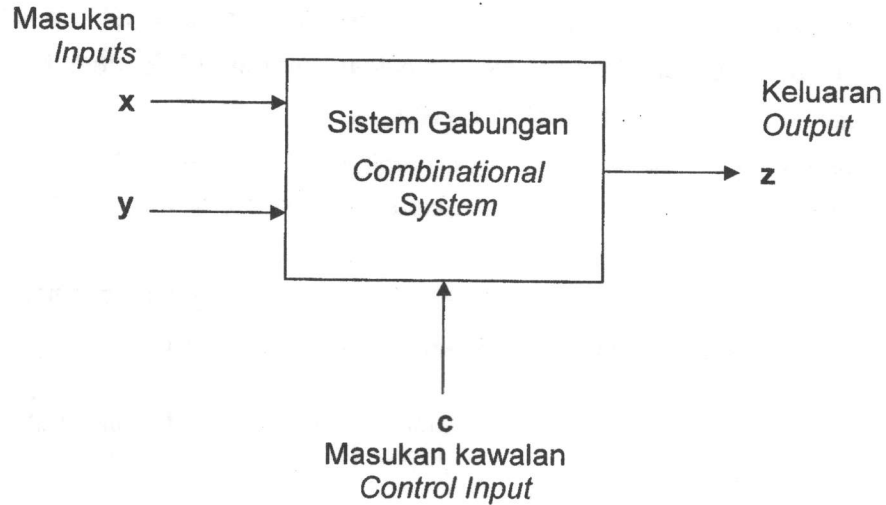 Masukan
Inputs
x
y
Sistem Gabungan
Combinational
System
Keluaran
Output
z
c
Masukan kawalan
Control Input